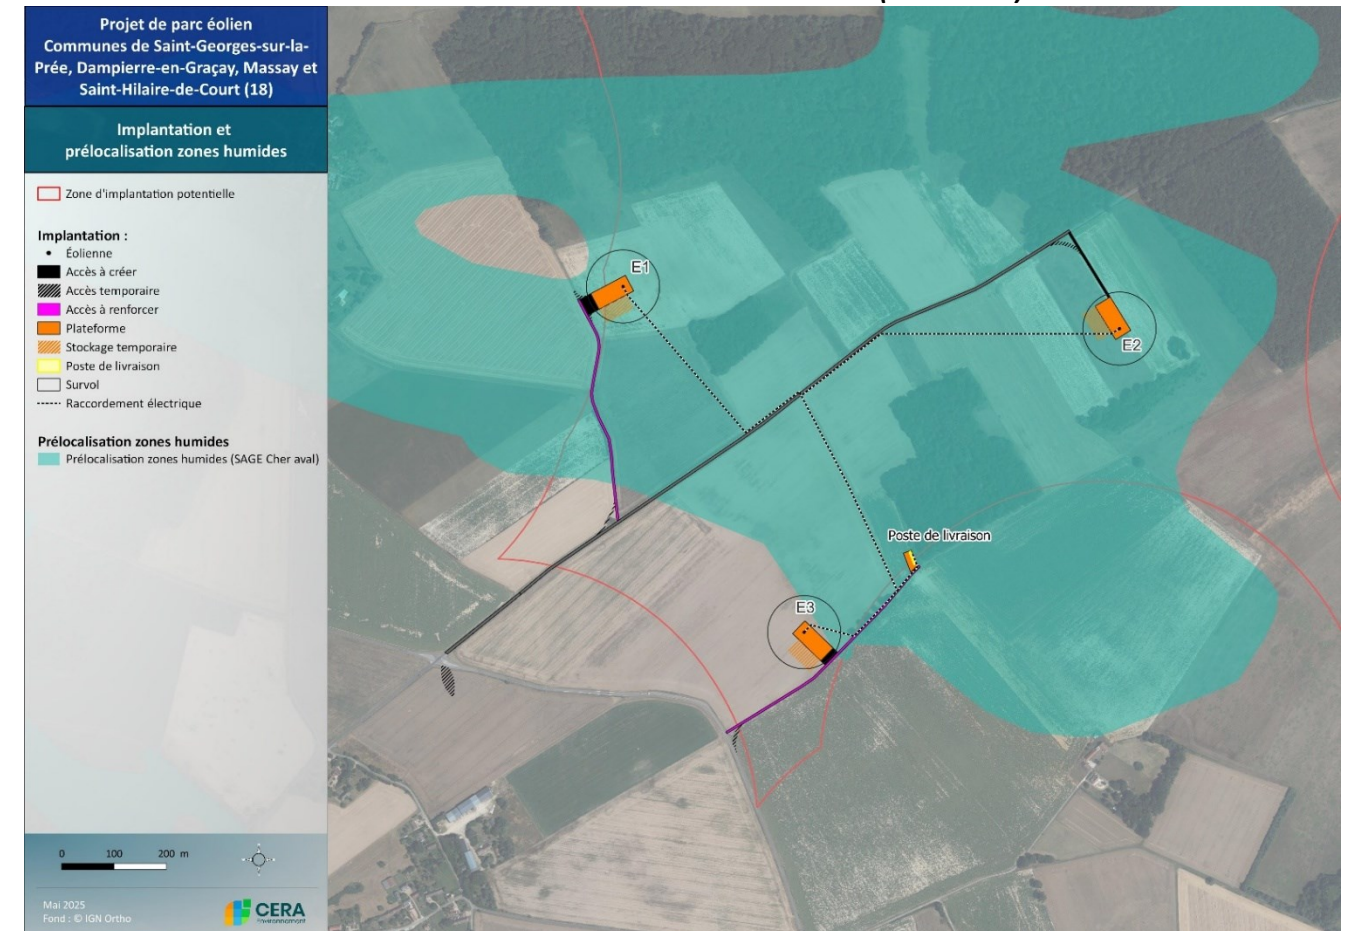 Projet de parc éolien
Communes de Saint-Georges-sur-la-
Prée, Dampierre-en-Graçay, Massay et
Saint-Hilaire-de-Court (18)
Implantation et
prélocalisation zones humides
Zone d'implantation potentielle
Implantation :
Éolienne
Accès à créer
Accès temporaire
Accès à renforcer
Plateforme
Stockage temporaire
Poste de livraison
Survol
Raccordement électrique
Prélocalisation zones humides
Prélocalisation zones humides (SAGE Cher aval)
0 100 200 m
Mai 2025
Fond : © IGN Ortho
CERA
Environnement
E1
E2
Poste de livraison
E3